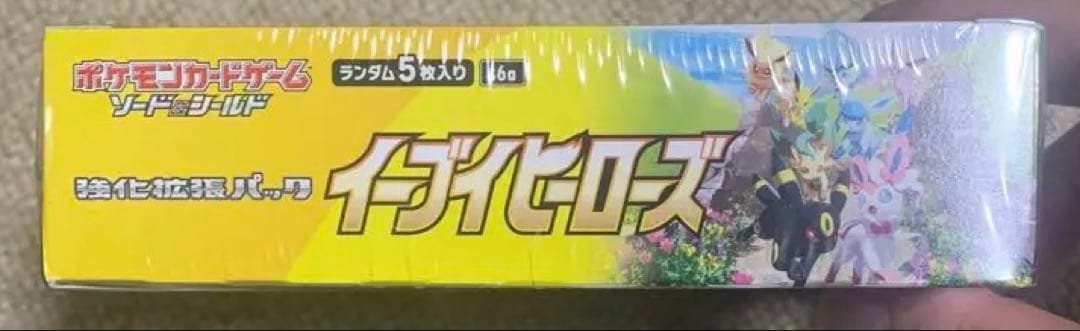 ポケモンカードゲーム
ソード&シールド
ランダム5枚入り
S6a
強化拡張パック
イーブイヒーローズ